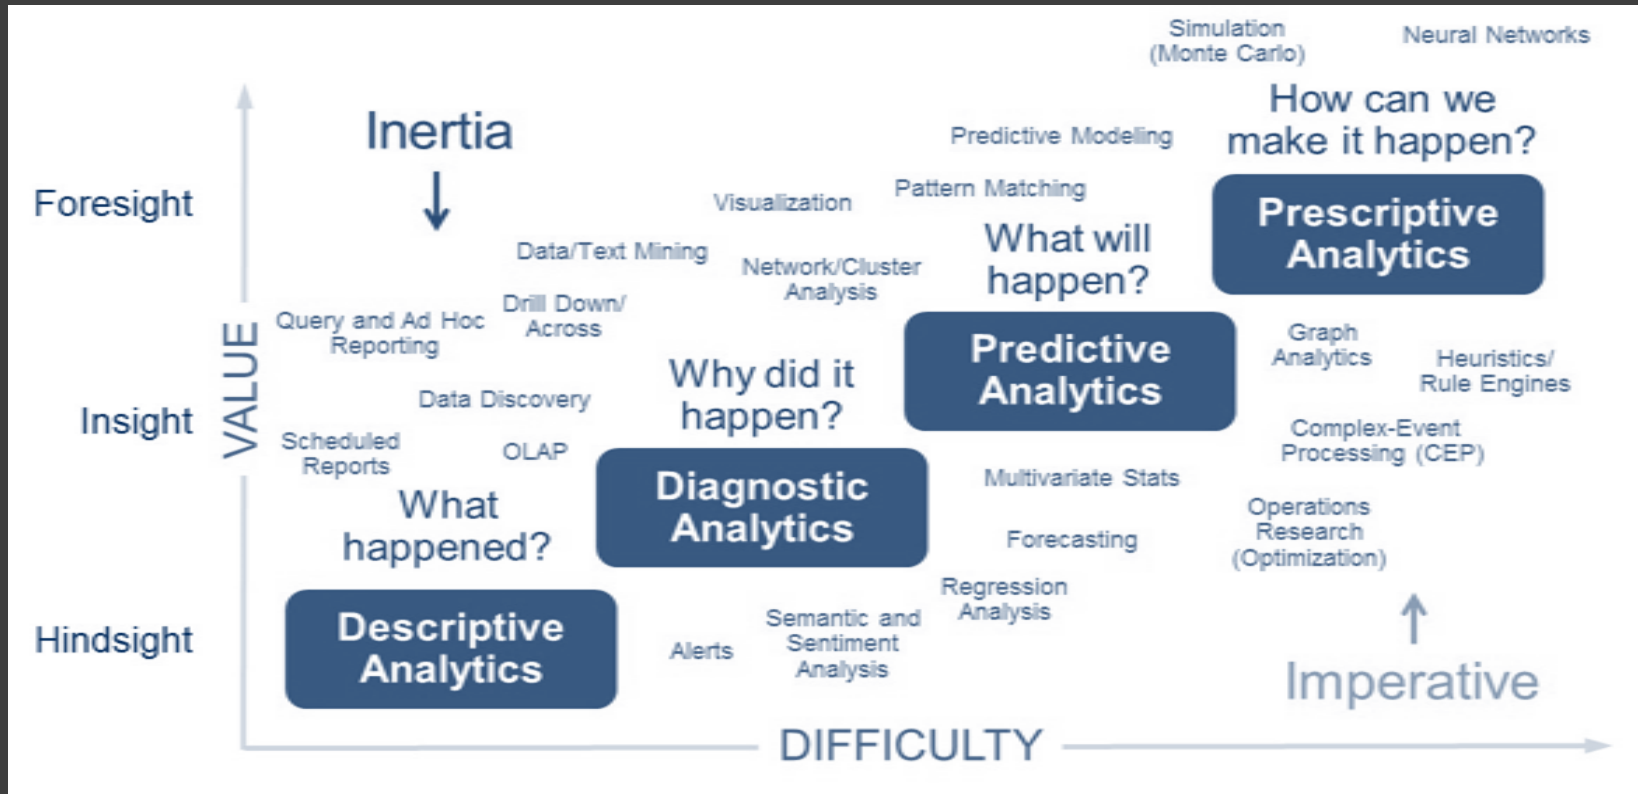 Simulation
(Monte Carlo)
Neural Networks
How can we
make it happen?
Inertia
Predictive Modeling
Foresight
Visualization
Pattern Matching
Prescriptive
Analytics
What will
happen?
Data/Text Mining
Network/Cluster
Analysis
Drill Down/
Across
Query and Ad Hoc
Reporting
VALUE
Predictive
Analytics
Graph
Analytics
Heuristics/
Rule Engines
Why did it
happen?
Data Discovery
Insight
Scheduled
Reports
OLAP
Complex-Event
Processing (CEP)
Diagnostic
Analytics
Multivariate Stats
What
happened?
Forecasting
Operations
Research
(Optimization)
Regression
Analysis
Hindsight
Descriptive
Analytics
Alerts
Semantic and
Sentiment
Analysis
Imperative
DIFFICULTY